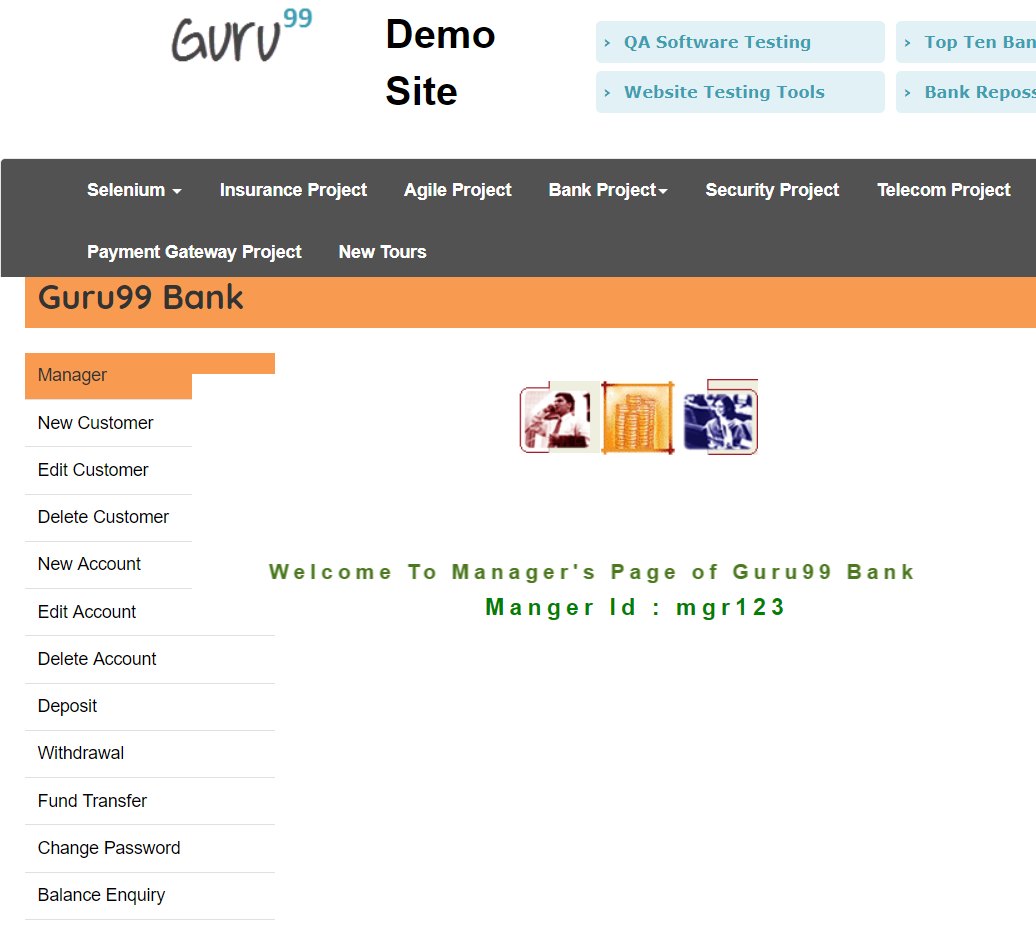 Guru99
Demo
Site
› QA Software Testing
› Top Ten Ban
› Website Testing Tools
› Bank Reposs
Selenium
Insurance Project
Agile Project
Bank Project
Security Project
Telecom Project
Payment Gateway Project
New Tours
Guru99 Bank
Manager
New Customer
Edit Customer
Delete Customer
New Account
Edit Account
Delete Account
Deposit
Withdrawal
Fund Transfer
Change Password
Balance Enquiry
Welcome To Manager's Page of Guru99 Bank
Manger Id : mgr123